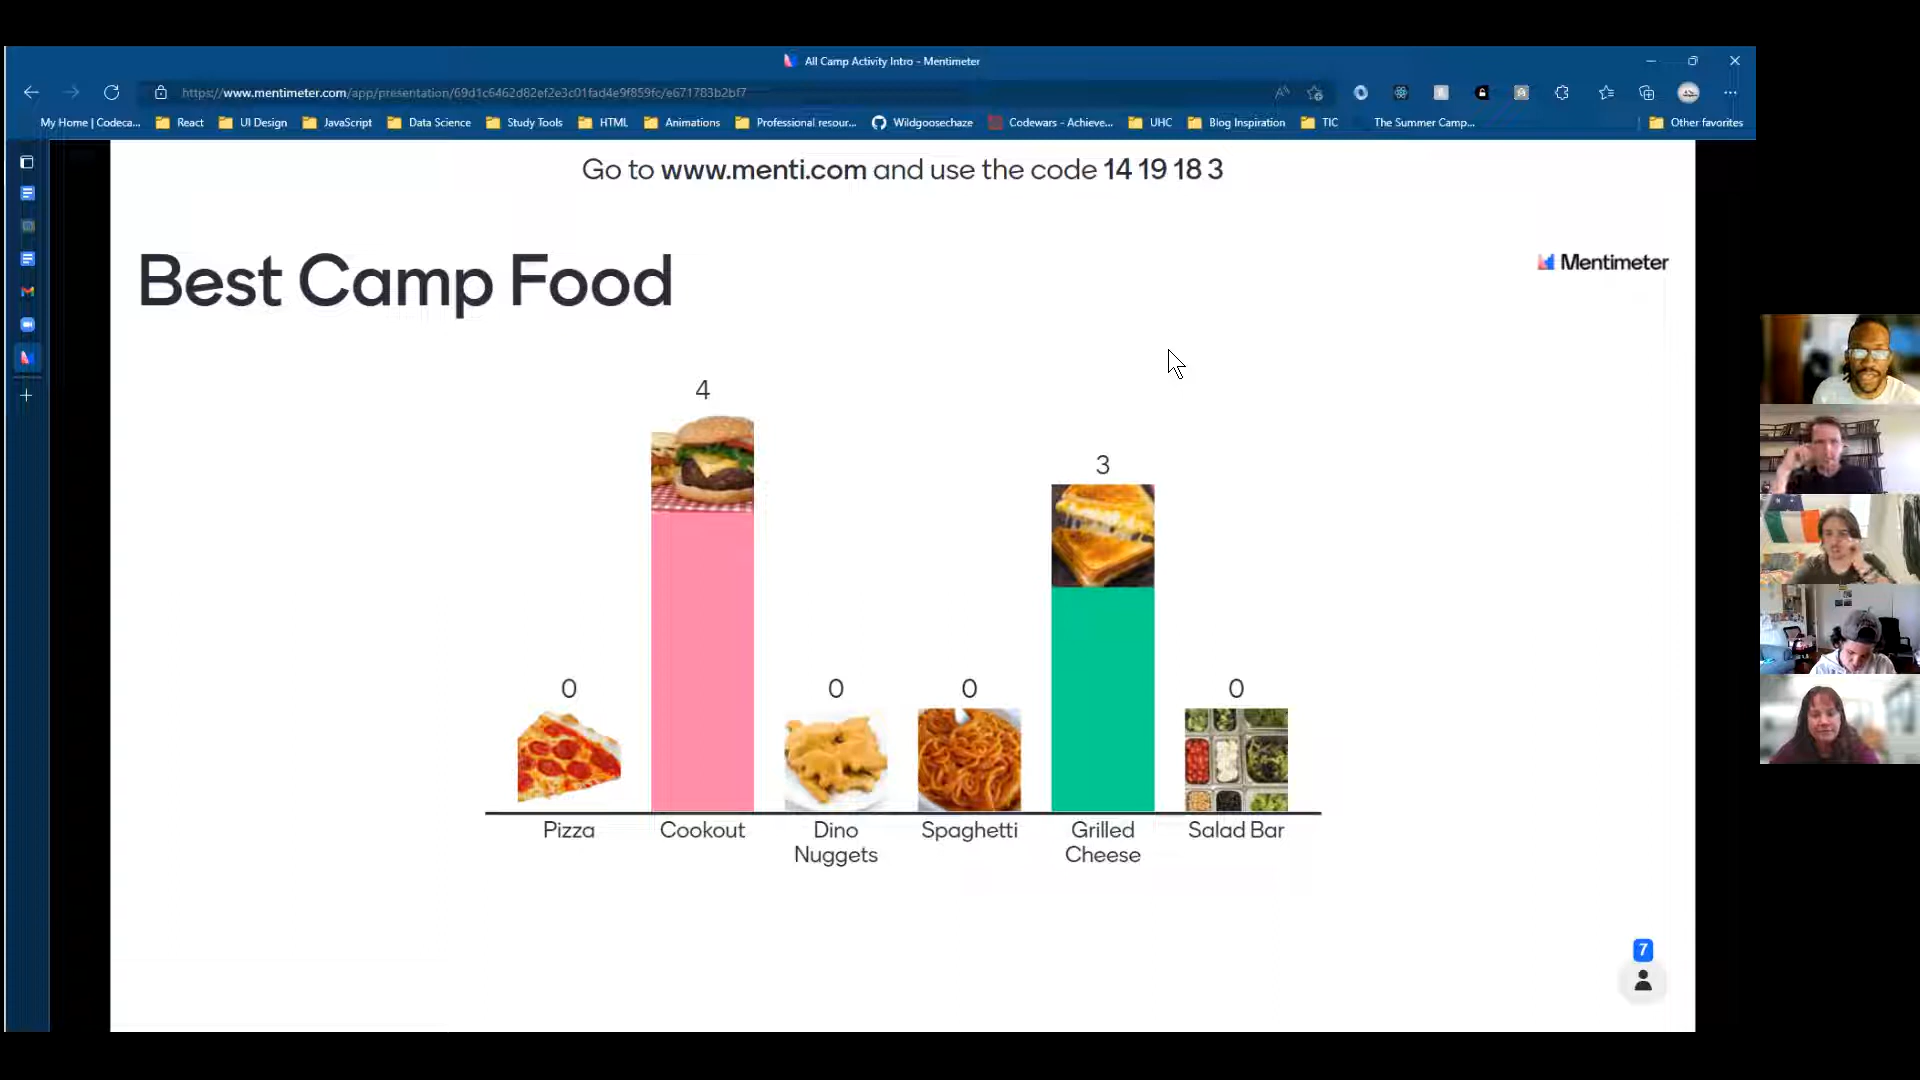 All Camp Activity Intro - Mentimeter
https://www.mentimeter.com/app/presentation/69d1c6462d82ef2e3c01fad4e9f859fc/e671783b2bf7
My Home | Codeca... React UI Design JavaScript Data Science Study Tools HTML Animations Professional resour... Wildgoosechaze Codewars - Achieve... UHC Blog Inspiration TIC The Summer Camp... Other favorites
Go to www.menti.com and use the code 14 19 18 3
Best Camp Food
Mentimeter
4
3
0
0
0
0
Pizza
Cookout
Dino
Nuggets
Spaghetti
Grilled
Cheese
Salad Bar
7